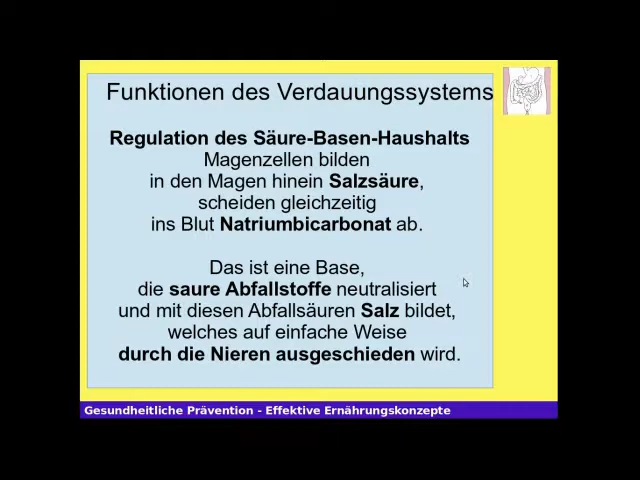 Funktionen des Verdauungssystems
Regulation des Säure-Basen-Haushalts
Magenzellen bilden
in den Magen hinein Salzsäure,
scheiden gleichzeitig
ins Blut Natriumbicarbonat ab.
Das ist eine Base,
die saure Abfallstoffe neutralisiert
und mit diesen Abfallsäuren Salz bildet,
welches auf einfache Weise
durch die Nieren ausgeschieden wird.
Gesundheitliche Prävention - Effektive Ernährungskonzepte